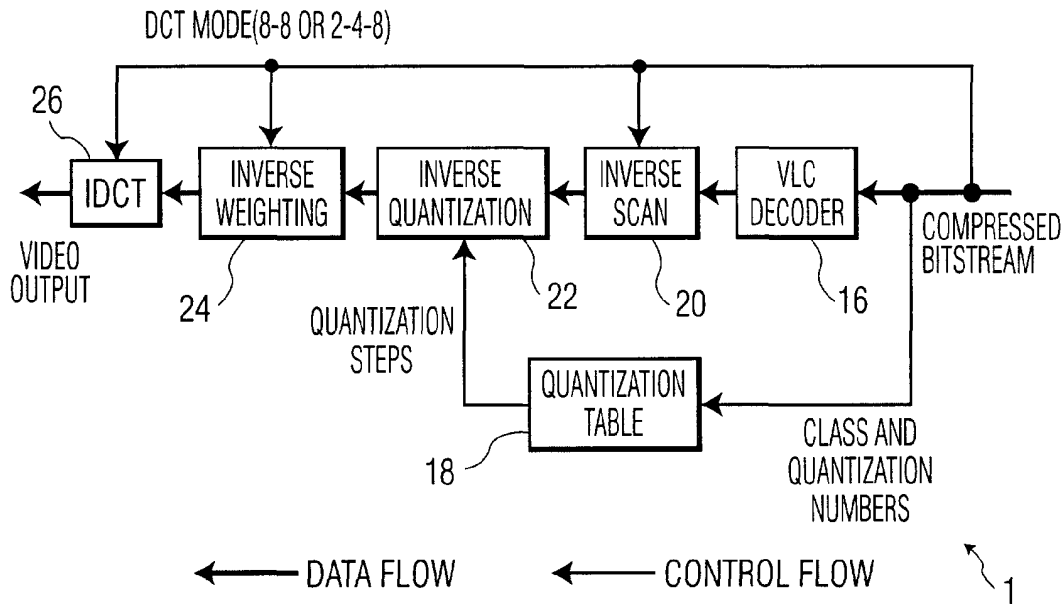 DCT MODE(8-8 OR 2-4-8)
26
IDCT
INVERSE
WEIGHTING
INVERSE
QUANTIZATION
INVERSE
SCAN
VLC
DECODER
VIDEO
OUTPUT
24
22
20
16
COMPRESSED
BITSTREAM
QUANTIZATION
STEPS
QUANTIZATION
TABLE
18
CLASS AND
QUANTIZATION
NUMBERS
DATA FLOW
CONTROL FLOW
1